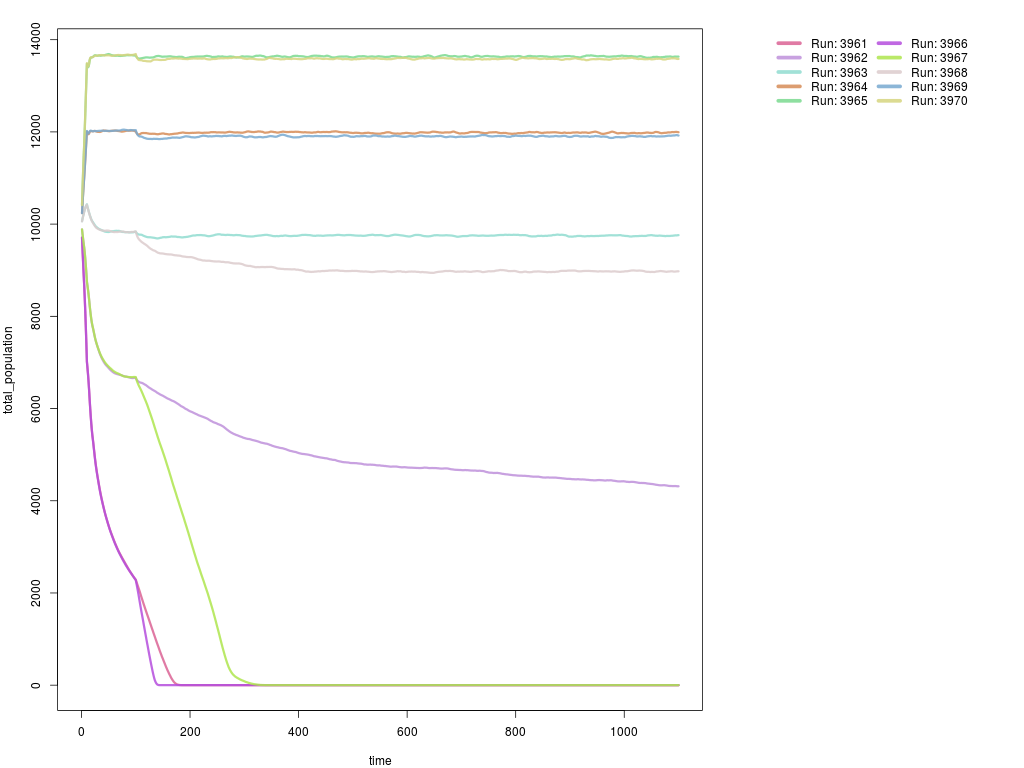 14000
12000
10000
8000
6000
4000
2000
0
total_population
0 200 400 600 800 1000
time
Run: 3961 Run: 3966
Run: 3962 Run: 3967
Run: 3963 Run: 3968
Run: 3964 Run: 3969
Run: 3965 Run: 3970